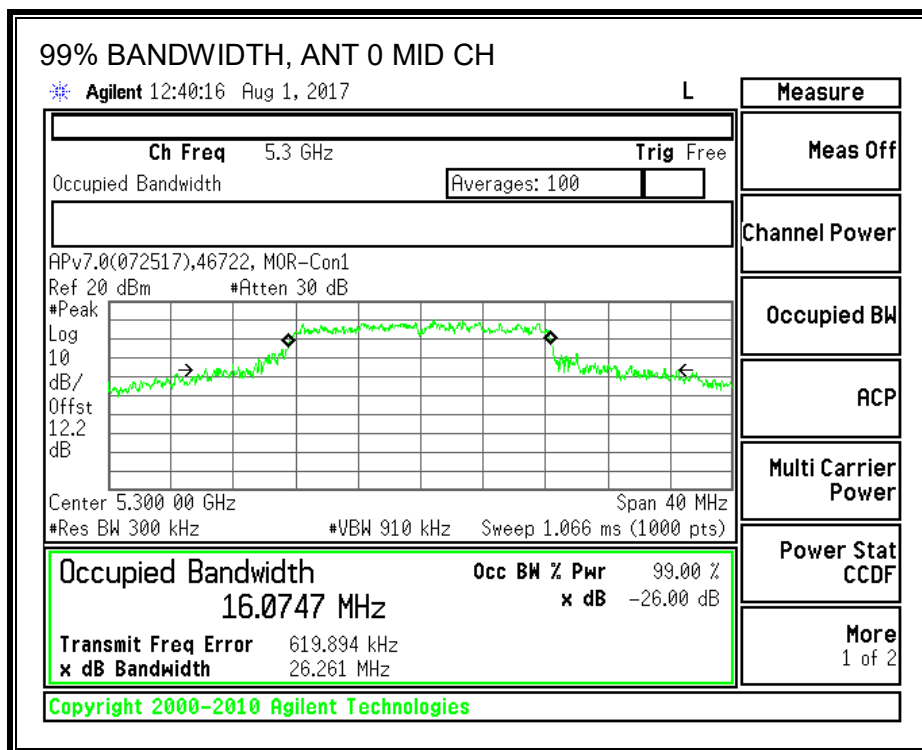 99% BANDWIDTH, ANT 0 MID CH
Agilent 12:40:16 Aug 1, 2017 L
Measure
Ch Freq 5.3 GHz Trig Free
Meas Off
Occupied Bandwidth Averages: 100
Channel Power
APv7.0(072517),46722, MOR-Con1
Ref 20 dBm #Atten 30 dB
#Peak
Log
10
dB/
Offst
12.2
dB
Occupied BW
ACP
Multi Carrier
Power
Center 5.300 00 GHz Span 40 MHz
#Res BW 300 kHz #VBW 910 kHz Sweep 1.066 ms (1000 pts)
Power Stat
CCDF
Occupied Bandwidth Occ BW % Pwr 99.00 %
16.0747 MHz x dB -26.00 dB
Transmit Freq Error 619.894 kHz
x dB Bandwidth 26.261 MHz
More
1 of 2
Copyright 2000-2010 Agilent Technologies